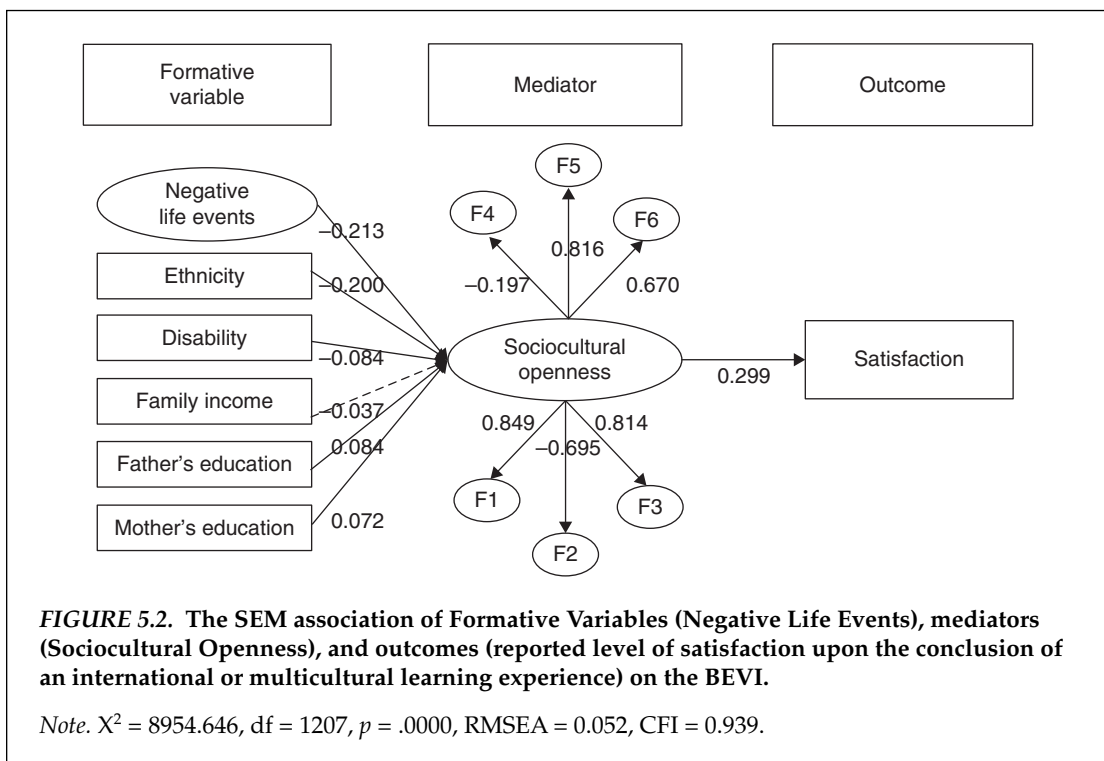 Formative
variable
Mediator
Outcome
Negative
life events
−0.213
Ethnicity
−0.200
Disability
−0.084
Family income
−0.037
Father's education
0.084
Mother's education
0.072
F5
F4
F6
0.816
−0.197
0.670
Sociocultural
openness
0.299
Satisfaction
0.849
0.814
−0.695
F1
F3
F2
FIGURE 5.2. The SEM association of Formative Variables (Negative Life Events), mediators
(Sociocultural Openness), and outcomes (reported level of satisfaction upon the conclusion of
an international or multicultural learning experience) on the BEVI.
Note. X² = 8954.646, df = 1207, p = .0000, RMSEA = 0.052, CFI = 0.939.